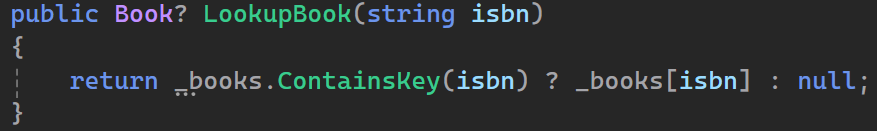 public Book? LookupBook(string isbn)
{
    return _books.ContainsKey(isbn) ? _books[isbn] : null;
}